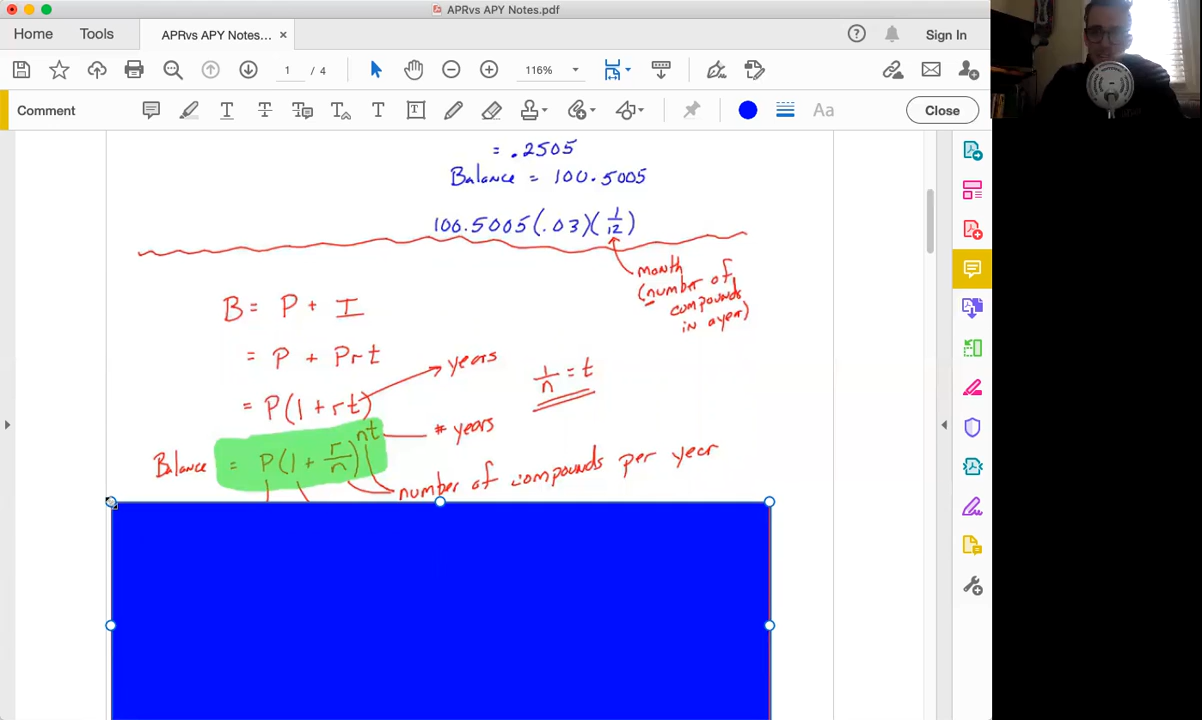 APRvs APY Notes.pdf
Home Tools APRvs APY Notes... × Sign In
1 / 4 116%
Comment Aa Close
= .2505
Balance = 100.5005
100.5005(.03)(1/12)
month
(number of
compounds
in a year)
B = P + I
= P + Prt
years
1/n = t
= P(1 + rt)
# years
Balance = P(1 + r/n)^nt
number of compounds per year